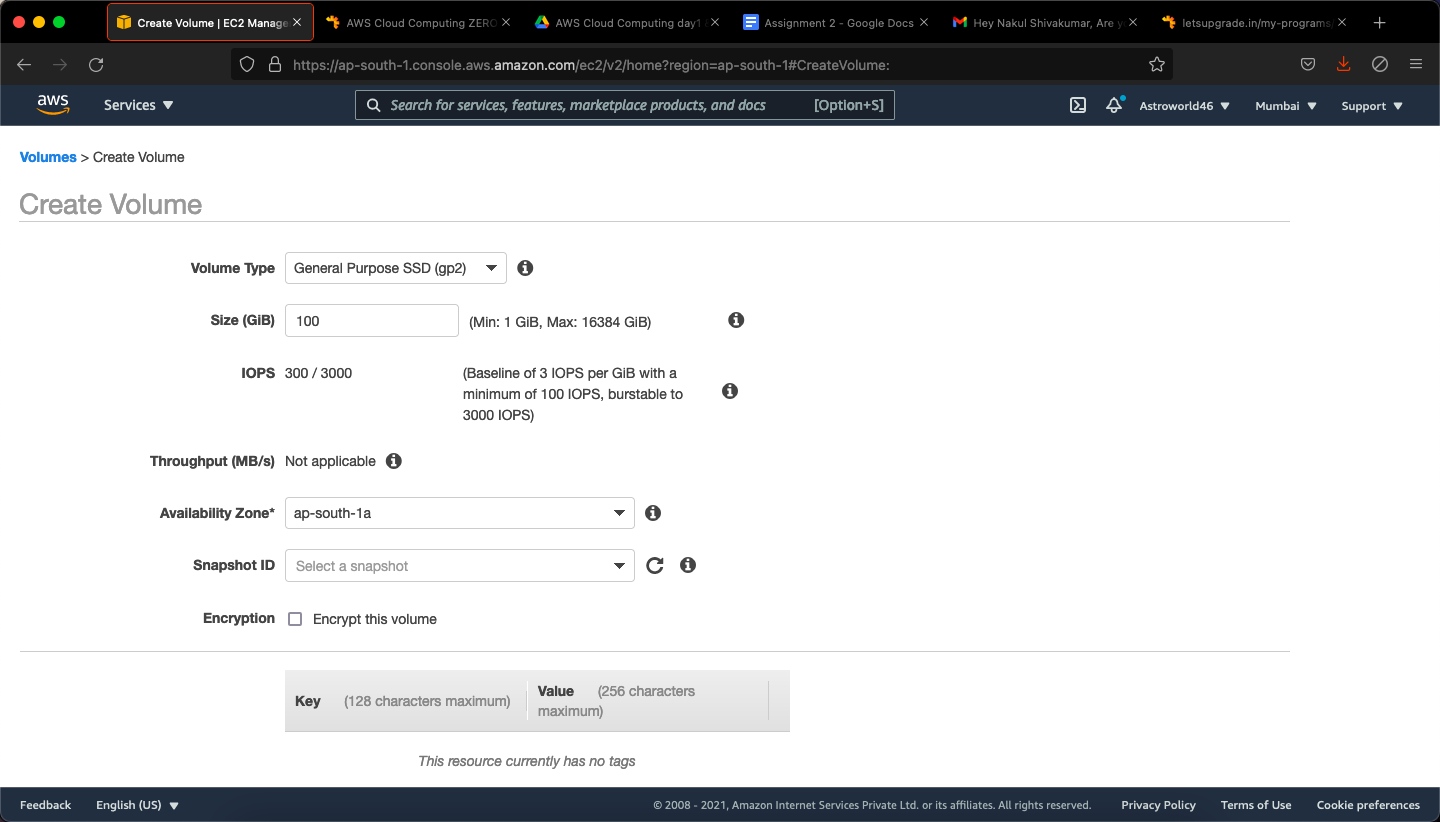 Create Volume | EC2 Manage
AWS Cloud Computing ZERO
AWS Cloud Computing day1
Assignment 2 - Google Docs
Hey Nakul Shivakumar, Are y
letsupgrade.in/my-programs
https://ap-south-1.console.aws.amazon.com/ec2/v2/home?region=ap-south-1#CreateVolume:
aws
Services
Search for services, features, marketplace products, and docs
[Option+S]
Astroworld46
Mumbai
Support
Volumes > Create Volume
Create Volume
Volume Type
General Purpose SSD (gp2)
Size (GiB)
100
(Min: 1 GiB, Max: 16384 GiB)
IOPS
300 / 3000
(Baseline of 3 IOPS per GiB with a
minimum of 100 IOPS, burstable to
3000 IOPS)
Throughput (MB/s)
Not applicable
Availability Zone*
ap-south-1a
Snapshot ID
Select a snapshot
Encryption
Encrypt this volume
Key (128 characters maximum)
Value (256 characters
maximum)
This resource currently has no tags
Feedback
English (US)
© 2008 - 2021, Amazon Internet Services Private Ltd. or its affiliates. All rights reserved.
Privacy Policy
Terms of Use
Cookie preferences